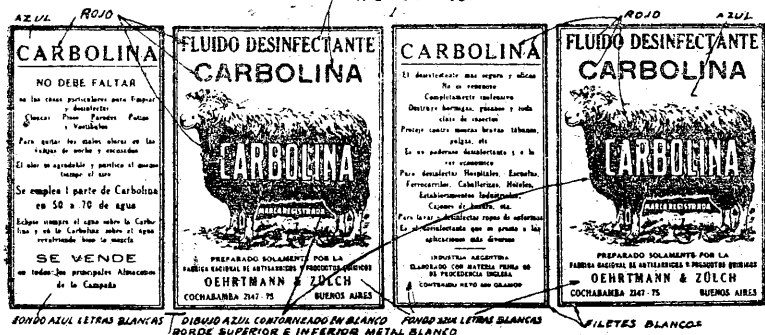 AZUL ROJO ROJO AZUL
CARBOLINA
NO DEBE FALTAR
en las casas particulares para limpiar
y desinfectar
Cloacas Pisos Paredes Patios
y Vestíbulos
Para quitar los malos olores en las
vasijas de noche y escusados
El olor es agradable y purifica al mismo
tiempo el aire
Se emplea 1 parte de Carbolina
en 50 a 70 de agua
Echese siempre el agua sobre la Carbo-
lina y nó la Carbolina sobre el agua
revolviendo bien la mezcla
SE VENDE
en todos los principales Almacenes
de la Campaña
FLUIDO DESINFECTANTE
CARBOLINA
CARBOLINA
MARCA REGISTRADA
PREPARADO SOLAMENTE POR LA
FABRICA NACIONAL DE ANTISARNICOS Y PRODUCTOS QUIMICOS
OEHRTMANN & ZÜLCH
COCHABAMBA 2147-75 BUENOS AIRES
CARBOLINA
El desinfectante mas seguro y eficaz
No es venenoso
Completamente inofensivo
Destruye hormigas, gusanos y toda
clase de insectos
Proteje contra moscas bravas tábanos,
pulgas, etc
Es un poderoso desinfectante y a la
vez económico
Para desinfectar Hospitales, Escuelas,
Ferrocarriles, Caballerizas, Hoteles,
Establecimientos Industriales,
Cajones de basura, etc.
Para lavar y desinfectar ropas de enfermos
Es el desinfectante que se presta a las
aplicaciones más diversas
INDUSTRIA ARGENTINA
ELABORADO CON MATERIA PRIMA
DE PROCEDENCIA INGLESA
CONTENIDO NETO GRAMOS
FLUIDO DESINFECTANTE
CARBOLINA
CARBOLINA
MARCA REGISTRADA
PREPARADO SOLAMENTE POR LA
FABRICA NACIONAL DE ANTISARNICOS Y PRODUCTOS QUIMICOS
OEHRTMANN & ZÜLCH
COCHABAMBA 2147-75 BUENOS AIRES
FONDO AZUL LETRAS BLANCAS DIBUJO AZUL CONTORNEADO EN BLANCO FONDO AZUL LETRAS BLANCAS FILETES BLANCOS
BORDE SUPERIOR E INFERIOR METAL BLANCO